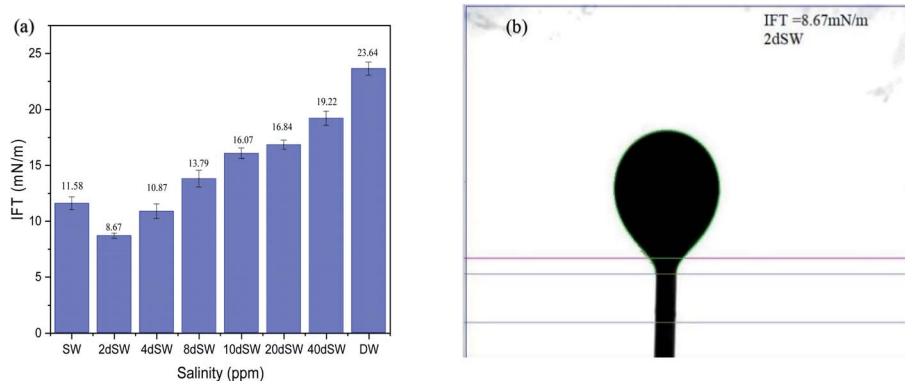 (a)
25
20
15
10
5
0
IFT (mN/m)
11.58
8.67
10.87
13.79
16.07
16.84
19.22
23.64
SW 2dSW 4dSW 8dSW 10dSW 20dSW 40dSW DW
Salinity (ppm)
(b)
IFT =8.67mN/m
2dSW